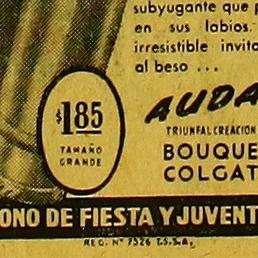 subyugante que p
en sus labios.
irresistible invita
al beso ...
$1.85
TAMAÑO
GRANDE
AUDA
TRIUNFAL CREACION
BOUQUE
COLGAT
ONO DE FIESTA Y JUVENT
REG. Nº 7526 T.S.S.A.